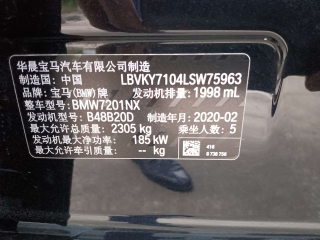 华晨宝马汽车有限公司制造
制造国：中国 LBVKY7104LSW75963
品牌：宝马(BMW)牌 发动机排量：1998 mL
整车型号：BMW7201NX
发动机型号：B48B20D 制造年月：2020-02
最大允许总质量：2305 kg 乘坐人数：5
发动机最大净功率：185 kW
最大允许牵引质量：-- kg